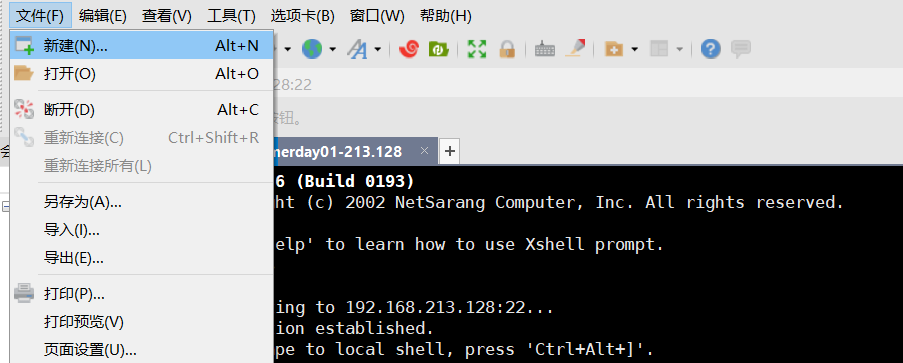 文件(F) 编辑(E) 查看(V) 工具(T) 选项卡(B) 窗口(W) 帮助(H)
新建(N)... Alt+N
打开(O) Alt+O
28:22
断开(D) Alt+C
钮。
重新连接(C) Ctrl+Shift+R
重新连接所有(L)
nerday01-213.128 × +
6 (Build 0193)
另存为(A)...
ht (c) 2002 NetSarang Computer, Inc. All rights reserved.
导入(I)...
elp' to learn how to use Xshell prompt.
导出(E)...
打印(P)...
ing to 192.168.213.128:22...
打印预览(V)
ion established.
页面设置(U)...
pe to local shell, press 'Ctrl+Alt+]'.